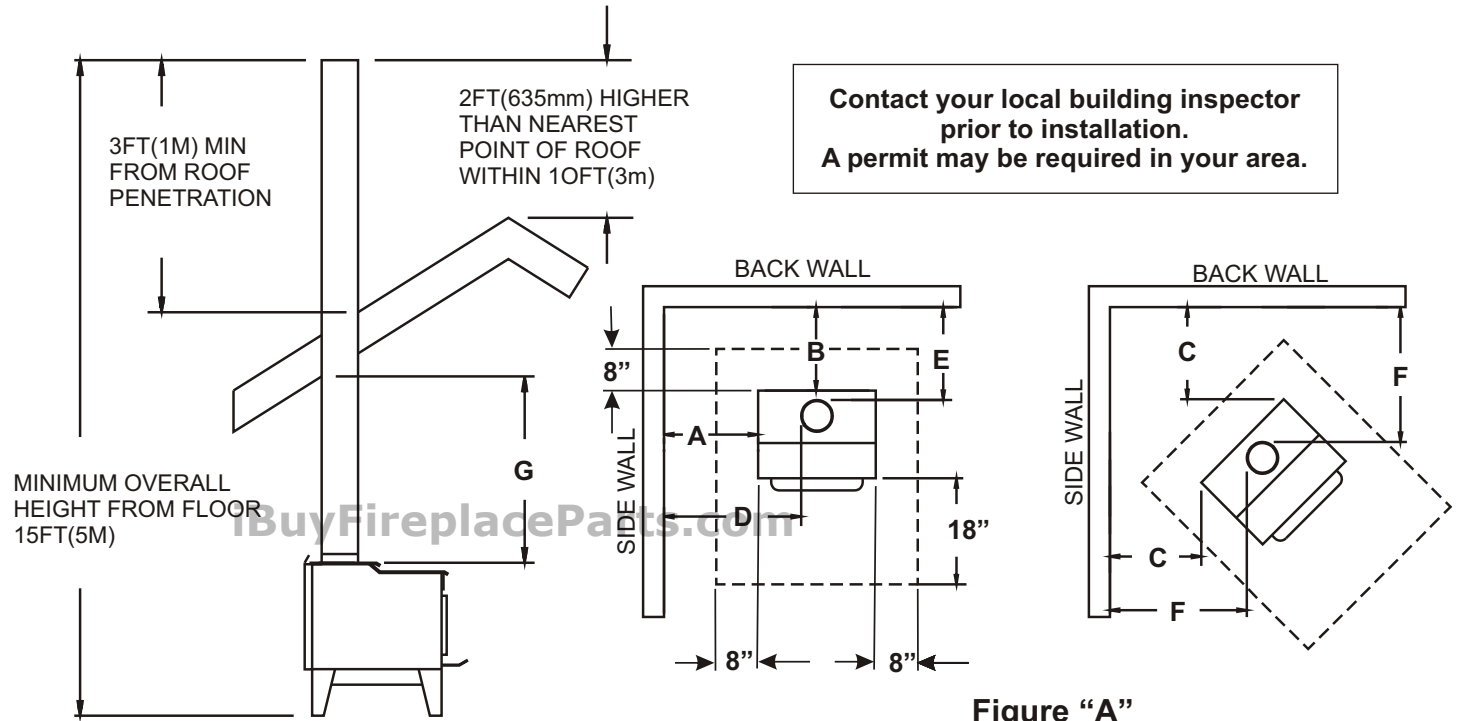 3FT(1M) MIN
FROM ROOF
PENETRATION
2FT(635mm) HIGHER
THAN NEAREST
POINT OF ROOF
WITHIN 1OFT(3m)
Contact your local building inspector
prior to installation.
A permit may be required in your area.
MINIMUM OVERALL
HEIGHT FROM FLOOR
15FT(5M)
G
iBuyFireplaceParts.com
BACK WALL
SIDE WALL
8”
B
E
A
D
18”
8”
8”
BACK WALL
SIDE WALL
C
F
C
F
Figure “A”